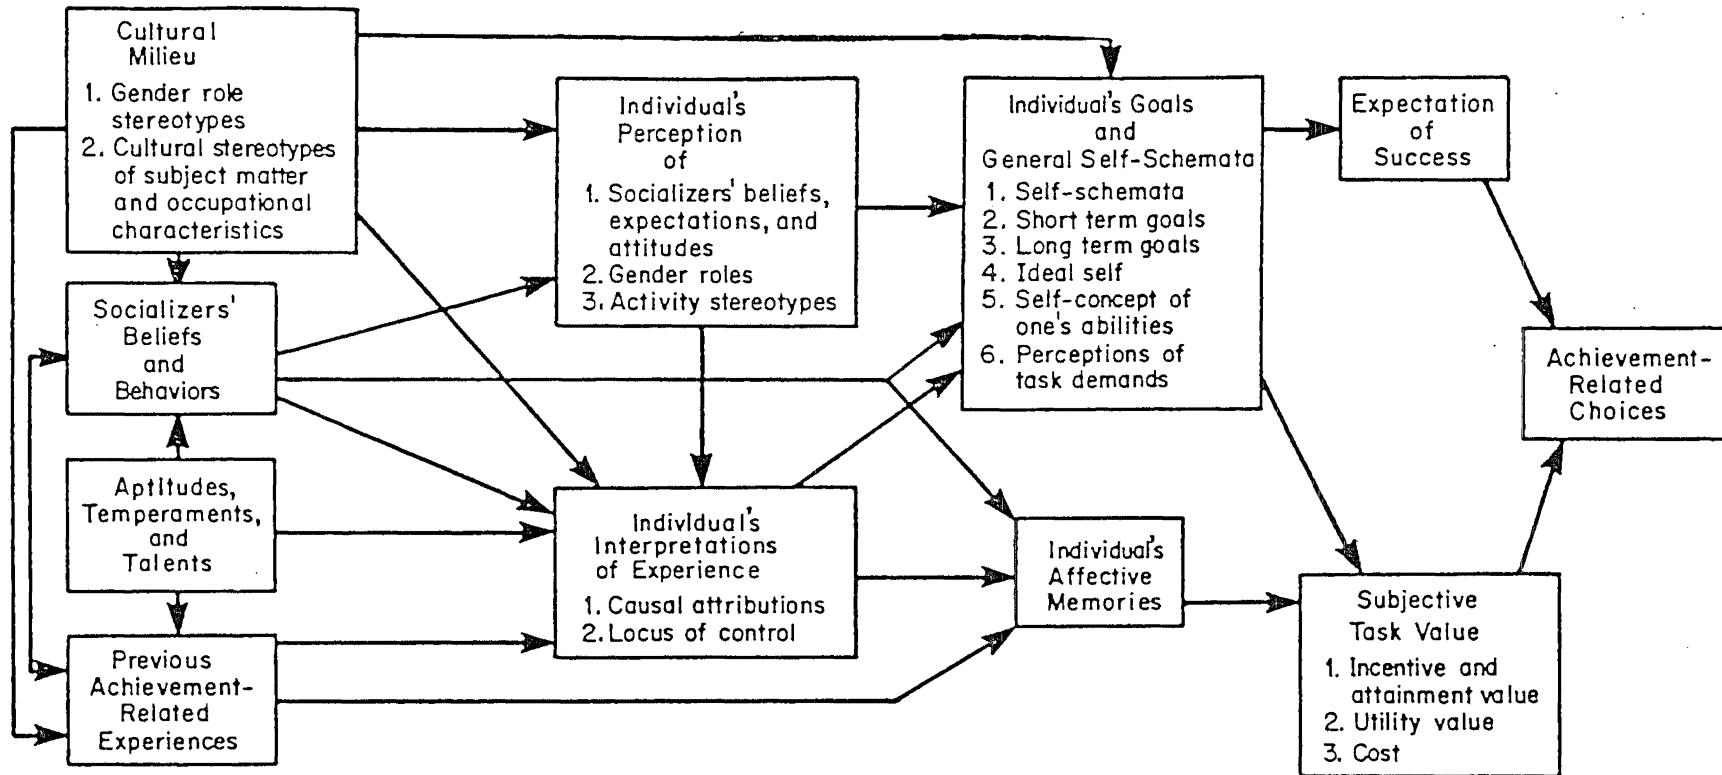 Cultural
Milieu
1. Gender role
stereotypes
2. Cultural stereotypes
of subject matter
and occupational
characteristics
Socializers'
Beliefs
and
Behaviors
Aptitudes,
Temperaments,
and
Talents
Previous
Achievement-
Related
Experiences
Individual's
Perception
of
1. Socializers' beliefs,
expectations, and
attitudes
2. Gender roles
3. Activity stereotypes
Individual's
Interpretations
of Experience
1. Causal attributions
2. Locus of control
Individual's Goals
and
General Self-Schemata
1. Self-schemata
2. Short term goals
3. Long term goals
4. Ideal self
5. Self-concept of
one's abilities
6. Perceptions of
task demands
Individual's
Affective
Memories
Expectation
of
Success
Subjective
Task Value
1. Incentive and
attainment value
2. Utility value
3. Cost
Achievement-
Related
Choices